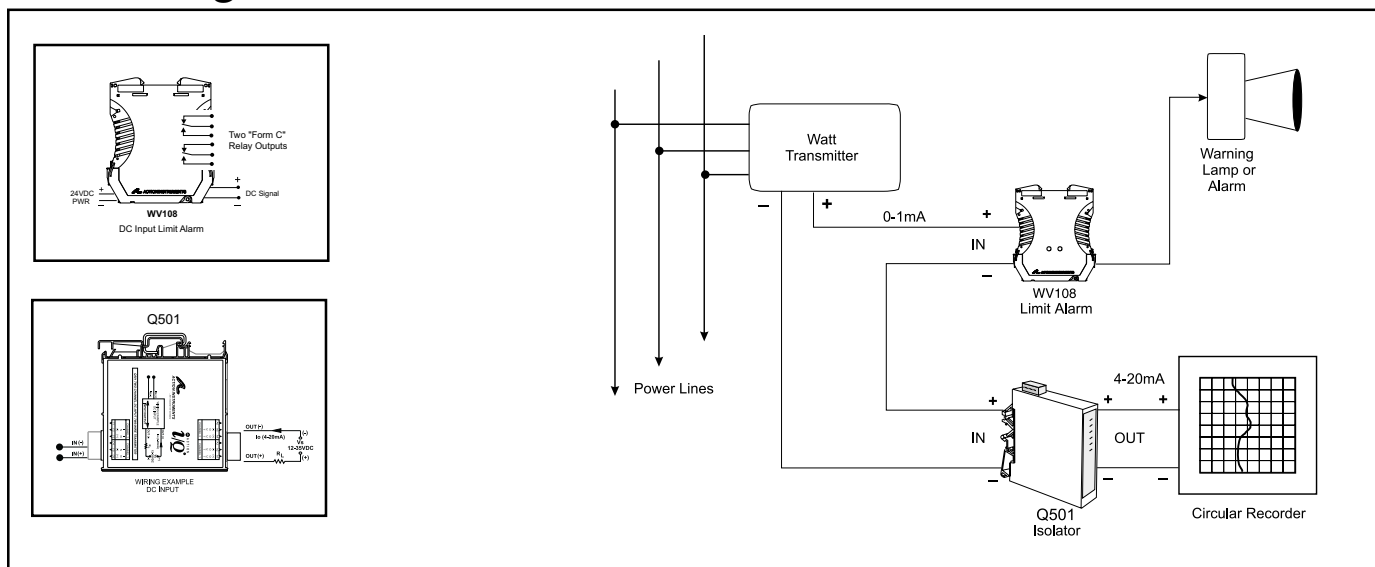 24VDC
PWR
+
–
Two "Form C"
Relay Outputs
+
DC Signal
–
ACTION INSTRUMENTS
WV108
DC Input Limit Alarm
Q501
IN(-)
IN(+)
OUT(-)
Io (4-20mA)
(-)
Vs
12-35VDC
(+)
OUT(+)
RL
WIRING EXAMPLE
DC INPUT
Power Lines
Watt
Transmitter
–
+
0-1mA
+
IN
–
WV108
Limit Alarm
Warning
Lamp or
Alarm
+
IN
–
Q501
Isolator
4-20mA
+
+
OUT
–
–
Circular Recorder